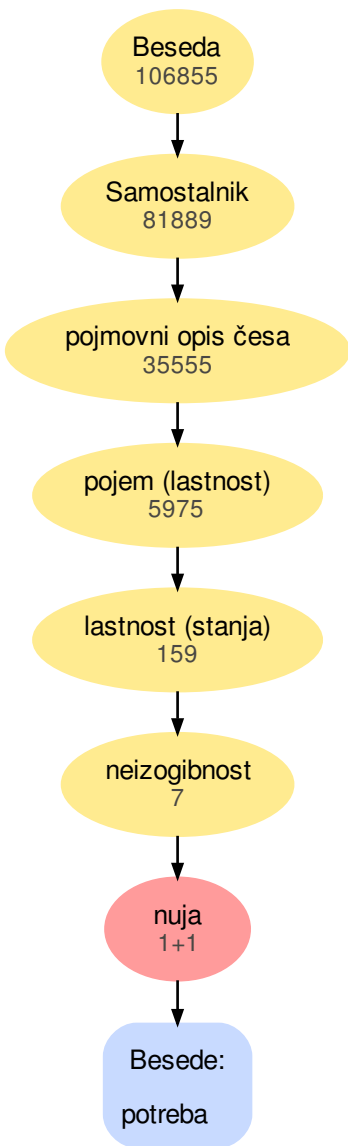 Beseda
106855
Samostalnik
81889
pojmovni opis česa
35555
pojem (lastnost)
5975
lastnost (stanja)
159
neizogibnost
7
nuja
1+1
Besede:
potreba